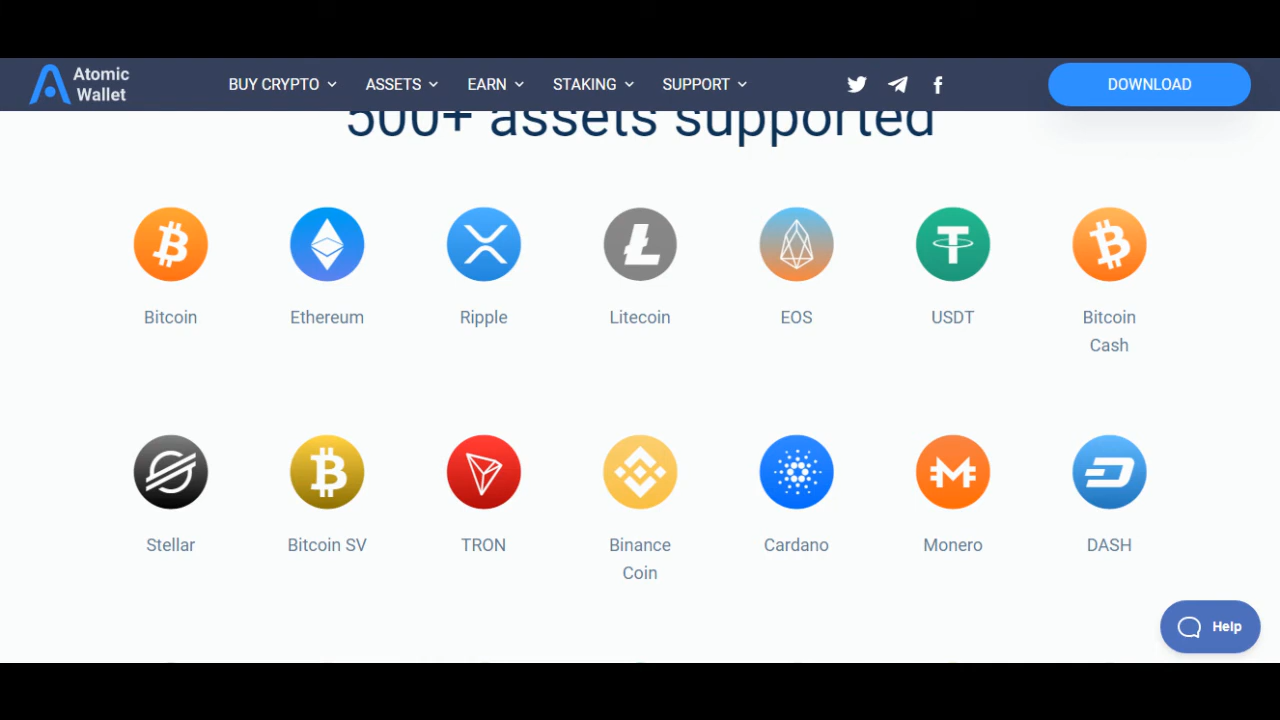 Atomic
Wallet
BUY CRYPTO
ASSETS
EARN
STAKING
SUPPORT
DOWNLOAD
500+ assets supported
Bitcoin
Ethereum
Ripple
Litecoin
EOS
USDT
Bitcoin
Cash
Stellar
Bitcoin SV
TRON
Binance
Coin
Cardano
Monero
DASH
Help